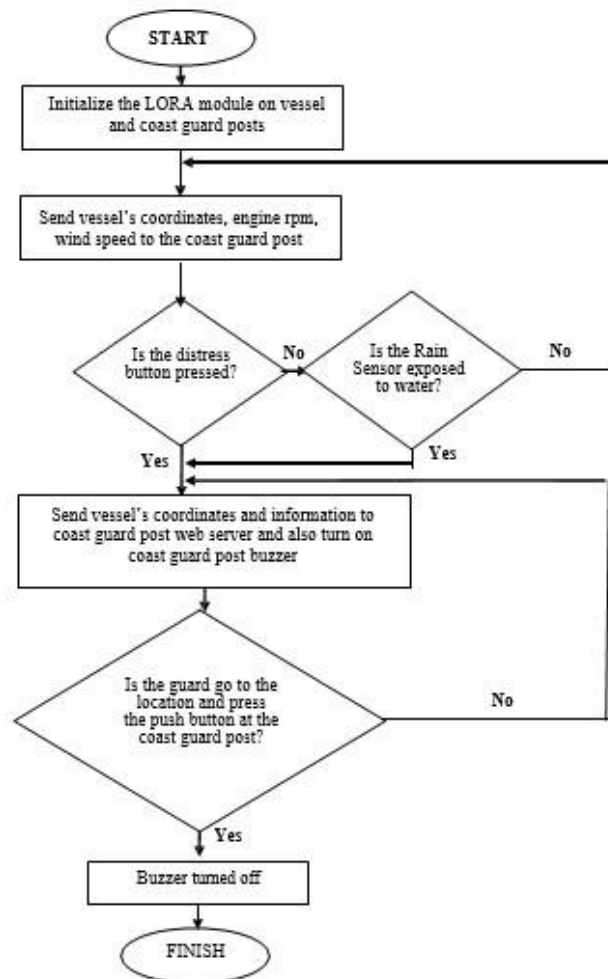 START
Initialize the LORA module on vessel
and coast guard posts
Send vessel's coordinates, engine rpm,
wind speed to the coast guard post
Is the distress
button pressed?
No
Is the Rain
Sensor exposed
to water?
No
Yes
Yes
Send vessel's coordinates and information to
coast guard post web server and also turn on
coast guard post buzzer
Is the guard go to the
location and press
the push button at the
coast guard post?
No
Yes
Buzzer turned off
FINISH